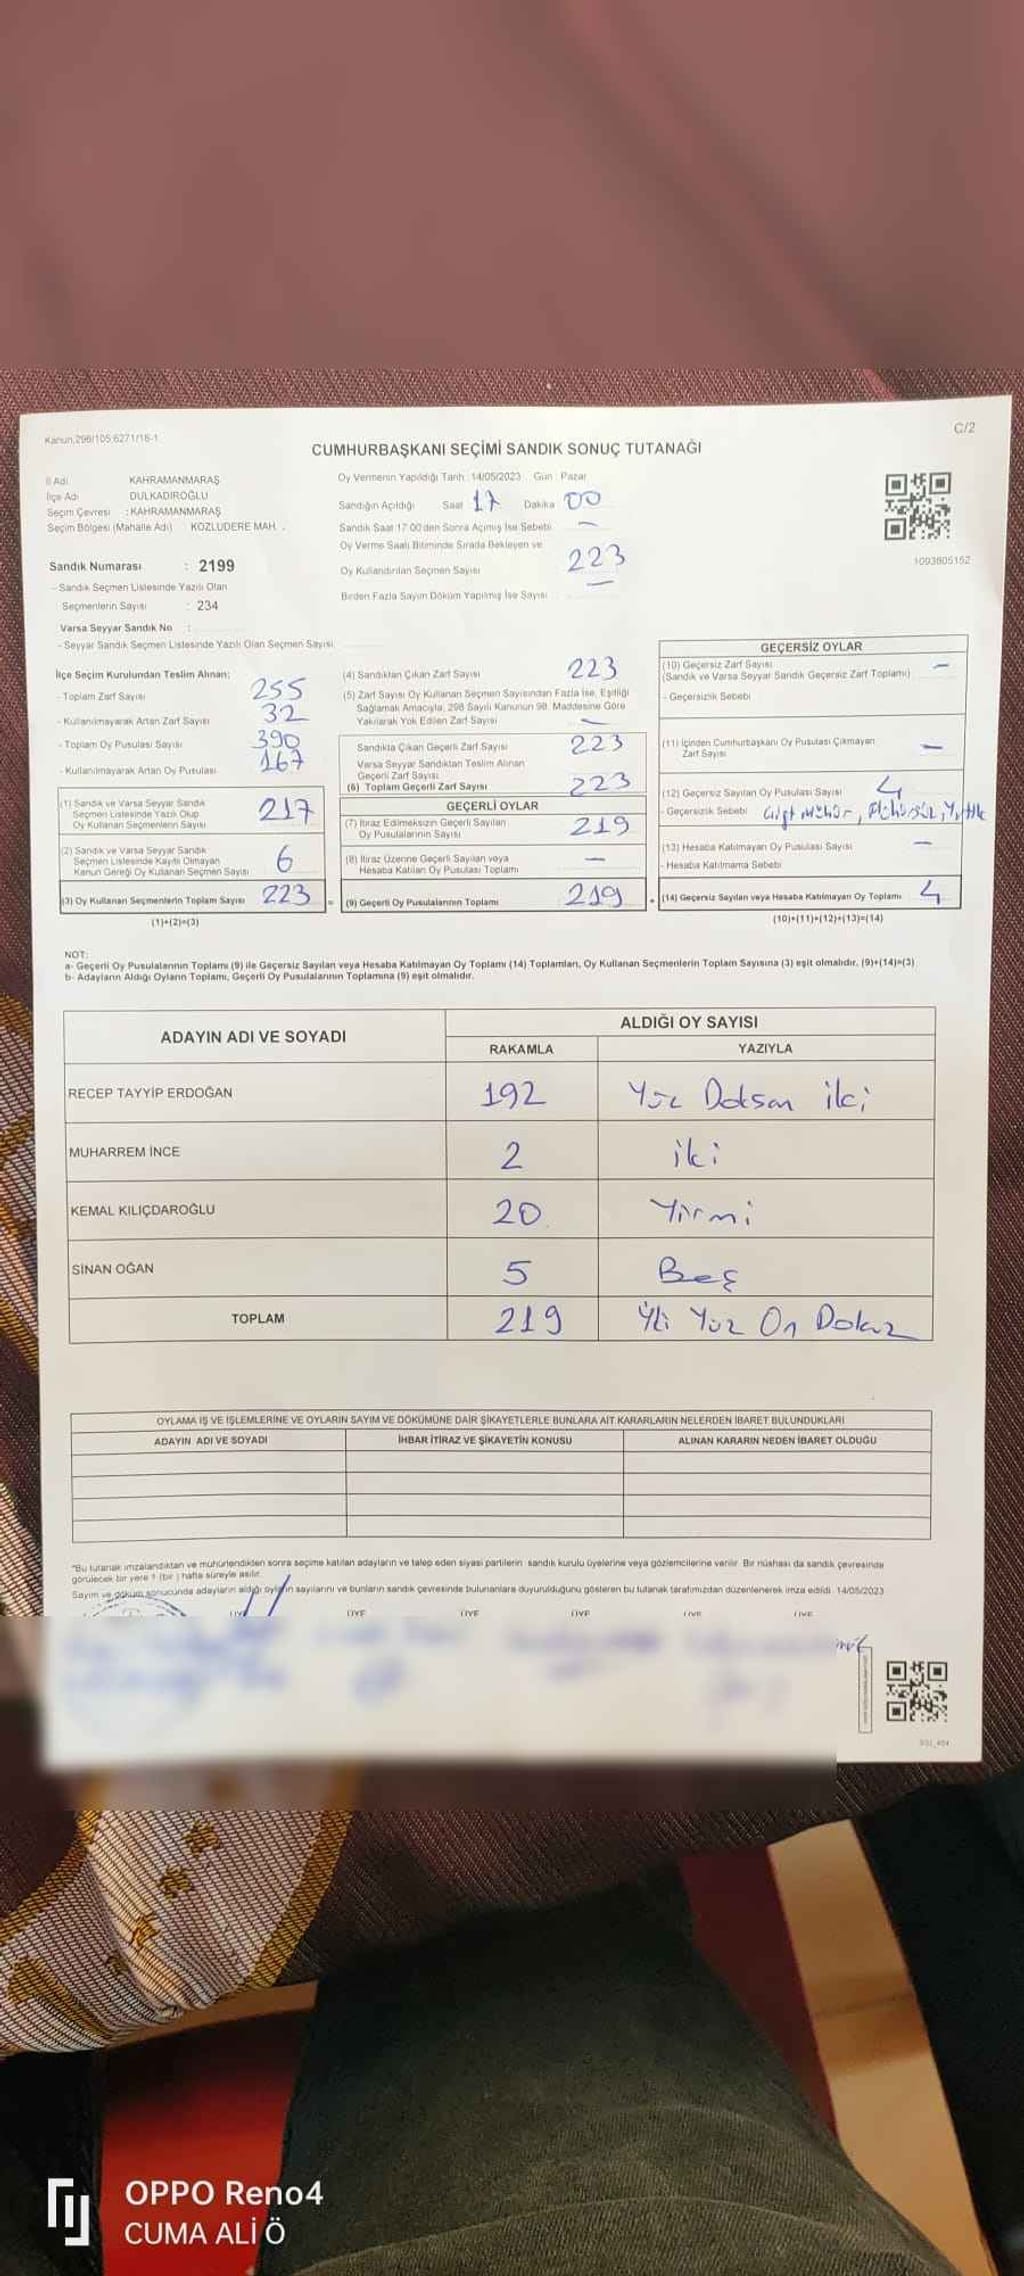 Kanun,298/105;6271/16-1
C/2
CUMHURBAŞKANI SEÇİMİ SANDIK SONUÇ TUTANAĞI
İl Adı KAHRAMANMARAŞ
İlçe Adı DULKADİROĞLU
Seçim Çevresi : KAHRAMANMARAŞ
Seçim Bölgesi (Mahalle Adı) : KOZLUDERE MAH.
Sandık Numarası : 2199
- Sandık Seçmen Listesinde Yazılı Olan
Seçmenlerin Sayısı : 234
Varsa Seyyar Sandık No :
- Seyyar Sandık Seçmen Listesinde Yazılı Olan Seçmen Sayısı
Oy Vermenin Yapıldığı Tarih : 14/05/2023 Gün : Pazar
Sandığın Açıldığı Saat 17 Dakika 00
Sandık Saat 17:00'den Sonra Açılmış İse Sebebi —
Oy Verme Saati Bitiminde Sırada Bekleyen ve
Oy Kullandırılan Seçmen Sayısı 223
Birden Fazla Sayım Döküm Yapılmış İse Sayısı —
1093605152
İlçe Seçim Kurulundan Teslim Alınan;
- Toplam Zarf Sayısı 255
- Kullanılmayarak Artan Zarf Sayısı 32
- Toplam Oy Pusulası Sayısı 390
- Kullanılmayarak Artan Oy Pusulası 167
(1) Sandık ve Varsa Seyyar Sandık
Seçmen Listesinde Yazılı Olup
Oy Kullanan Seçmenlerin Sayısı 217
(2) Sandık ve Varsa Seyyar Sandık
Seçmen Listesinde Kayıtlı Olmayan
Kanun Gereği Oy Kullanan Seçmen Sayısı 6
(3) Oy Kullanan Seçmenlerin Toplam Sayısı 223 =
(1)+(2)=(3)
(4) Sandıktan Çıkan Zarf Sayısı 223
(5) Zarf Sayısı Oy Kullanan Seçmen Sayısından Fazla İse, Eşitliği
Sağlamak Amacıyla, 298 Sayılı Kanunun 98. Maddesine Göre
Yakılarak Yok Edilen Zarf Sayısı —
Sandıkta Çıkan Geçerli Zarf Sayısı 223
Varsa Seyyar Sandıktan Teslim Alınan
Geçerli Zarf Sayısı
(6) Toplam Geçerli Zarf Sayısı 223
GEÇERLİ OYLAR
(7) İtiraz Edilmeksizin Geçerli Sayılan
Oy Pusulalarının Sayısı 219
(8) İtiraz Üzerine Geçerli Sayılan veya
Hesaba Katılan Oy Pusulası Toplamı —
(9) Geçerli Oy Pusulalarının Toplamı 219 +
GEÇERSİZ OYLAR
(10) Geçersiz Zarf Sayısı —
(Sandık ve Varsa Seyyar Sandık Geçersiz Zarf Toplamı)
- Geçersizlik Sebebi
(11) İçinden Cumhurbaşkanı Oy Pusulası Çıkmayan
Zarf Sayısı —
(12) Geçersiz Sayılan Oy Pusulası Sayısı 4
- Geçersizlik Sebebi
(13) Hesaba Katılmayan Oy Pusulası Sayısı —
- Hesaba Katılmama Sebebi
(14) Geçersiz Sayılan veya Hesaba Katılmayan Oy Toplamı 4
(10)+(11)+(12)+(13)=(14)
NOT:
a- Geçerli Oy Pusulalarının Toplamı (9) ile Geçersiz Sayılan veya Hesaba Katılmayan Oy Toplamı (14) Toplamları, Oy Kullanan Seçmenlerin Toplam Sayısına (3) eşit olmalıdır. (9)+(14)=(3)
b- Adayların Aldığı Oyların Toplamı, Geçerli Oy Pusulalarının Toplamına (9) eşit olmalıdır.
ADAYIN ADI VE SOYADI ALDIĞI OY SAYISI
RAKAMLA YAZIYLA
RECEP TAYYİP ERDOĞAN 192 Yüz Doksan iki
MUHARREM İNCE 2 iki
KEMAL KILIÇDAROĞLU 20 Yirmi
SİNAN OĞAN 5 Beş
TOPLAM 219 İki Yüz On Dokuz
OYLAMA İŞ VE İŞLEMLERİNE VE OYLARIN SAYIM VE DÖKÜMÜNE DAİR ŞİKAYETLERLE BUNLARA AİT KARARLARIN NELERDEN İBARET BULUNDUKLARI
ADAYIN ADI VE SOYADI İHBAR İTİRAZ VE ŞİKAYETİN KONUSU ALINAN KARARIN NEDEN İBARET OLDUĞU
"Bu tutanak imzalandıktan ve mühürlendikten sonra seçime katılan adayların ve talep eden siyasi partilerin sandık kurulu üyelerine veya gözlemcilerine verilir. Bir nüshası da sandık çevresinde
görülecek bir yere 1 (bir ) hafta süreyle asılır.
Sayım ve döküm sonucunda adayların aldığı oyların sayılarını ve bunların sandık çevresinde bulunanlara duyurulduğunu gösteren bu tutanak tarafımızdan düzenlenerek imza edildi. 14/05/2023
ÜYE ÜYE ÜYE ÜYE ÜYE ÜYE
OPPO Reno4
CUMA ALİ Ö